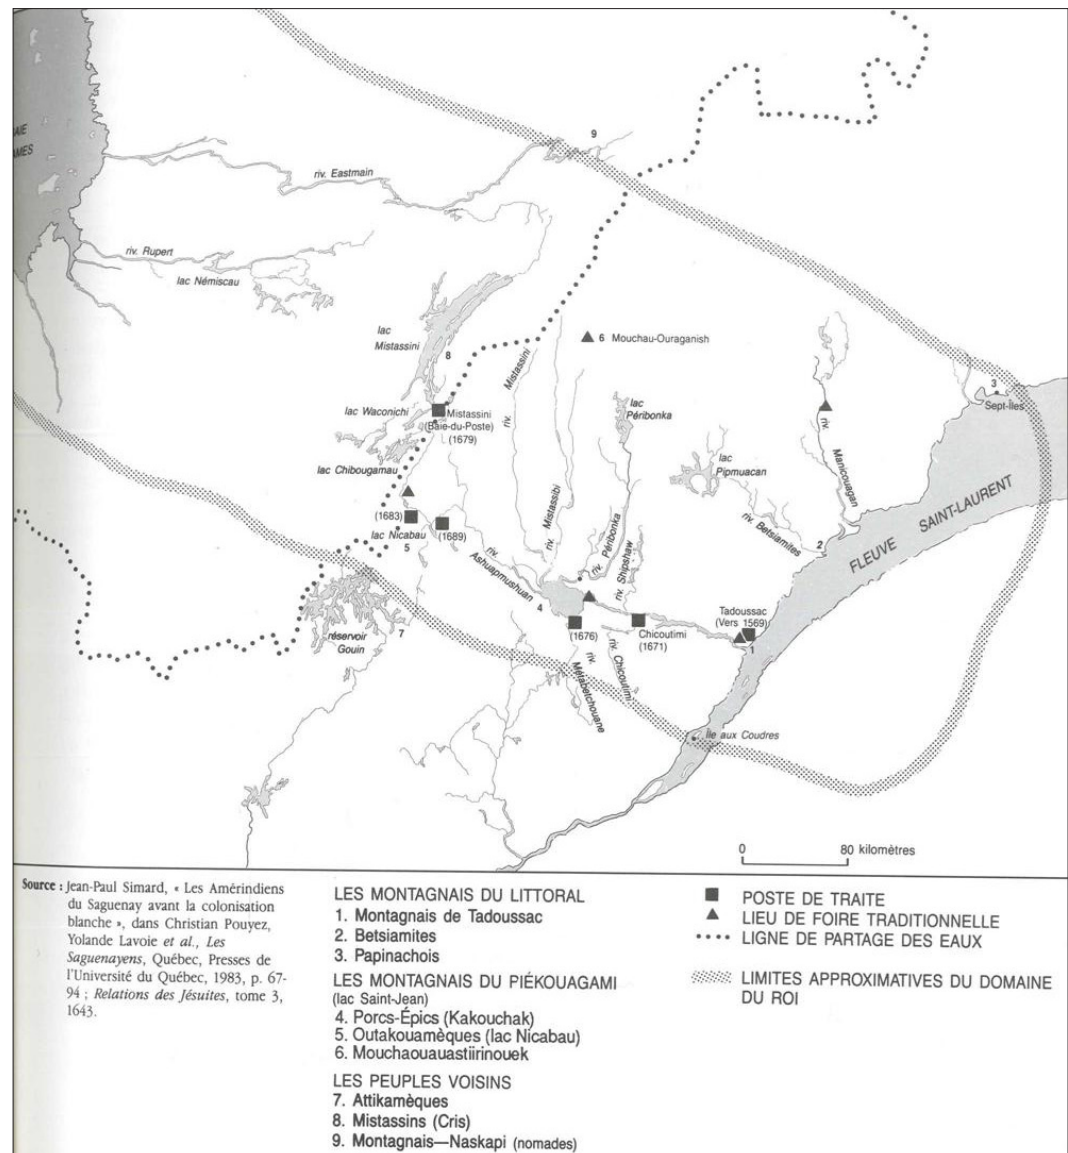 BAIE
JAMES
9
riv. Eastmain
riv. Rupert
lac Némiscau
lac
Mistassini
8
6 Mouchau-Ouraganish
riv. Mistassini
lac Waconichi
Mistassini
(Baie-du-Poste)
(1679)
lac
Péribonka
3
Sept-Îles
lac Chibougamau
lac
Pipmuacan
riv. Manicouagan
(1683)
lac Nicabau
5
(1689)
riv. Mistassibi
riv. Betsiamites
2
FLEUVE SAINT-LAURENT
riv. Ashuapmushuan
riv. Péribonka
riv. Shipshaw
4
(1676)
Chicoutimi
(1671)
Tadoussac
(Vers 1569)
1
réservoir
Gouin
7
riv. Métabetchouane
riv. Chicoutimi
Île aux Coudres
0 80 kilomètres
Source : Jean-Paul Simard, « Les Amérindiens
du Saguenay avant la colonisation
blanche », dans Christian Pouyez,
Yolande Lavoie et al., Les
Saguenayens, Québec, Presses de
l'Université du Québec, 1983, p. 67-
94 ; Relations des Jésuites, tome 3,
1643.
LES MONTAGNAIS DU LITTORAL
1. Montagnais de Tadoussac
2. Betsiamites
3. Papinachois
LES MONTAGNAIS DU PIÉKOUAGAMI
(lac Saint-Jean)
4. Porcs-Épics (Kakouchak)
5. Outakouamèques (lac Nicabau)
6. Mouchaouauastiirinouek
LES PEUPLES VOISINS
7. Attikamèques
8. Mistassins (Cris)
9. Montagnais—Naskapi (nomades)
POSTE DE TRAITE
LIEU DE FOIRE TRADITIONNELLE
LIGNE DE PARTAGE DES EAUX
LIMITES APPROXIMATIVES DU DOMAINE
DU ROI